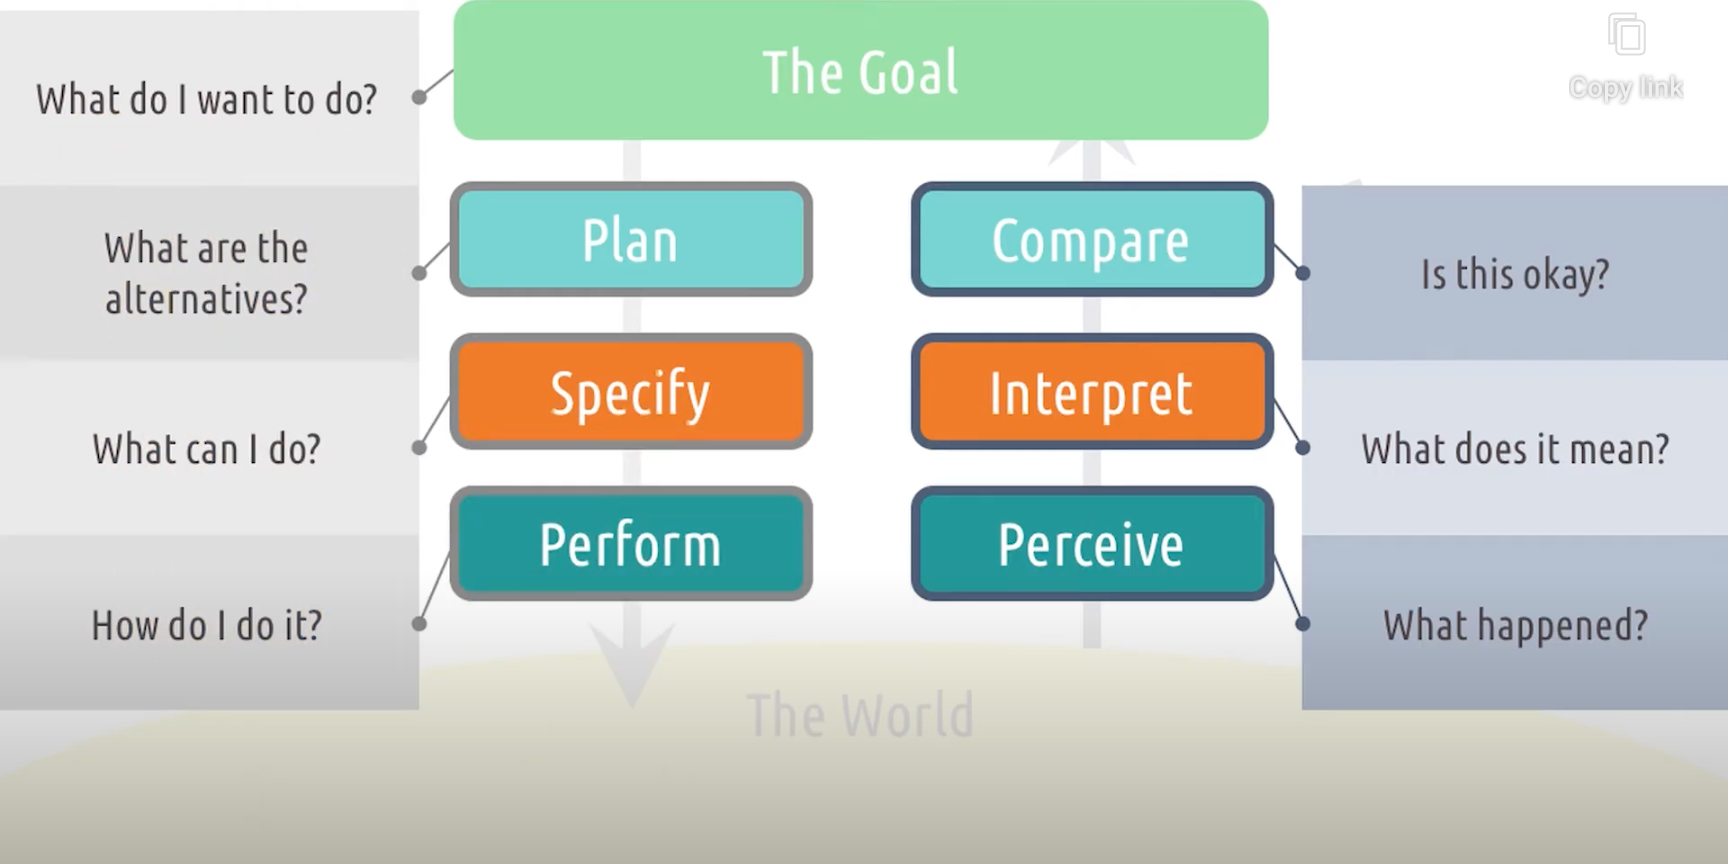 The Goal
Copy link
What do I want to do?
Plan
Compare
What are the
alternatives?
Is this okay?
Specify
Interpret
What can I do?
What does it mean?
Perform
Perceive
How do I do it?
What happened?
The World